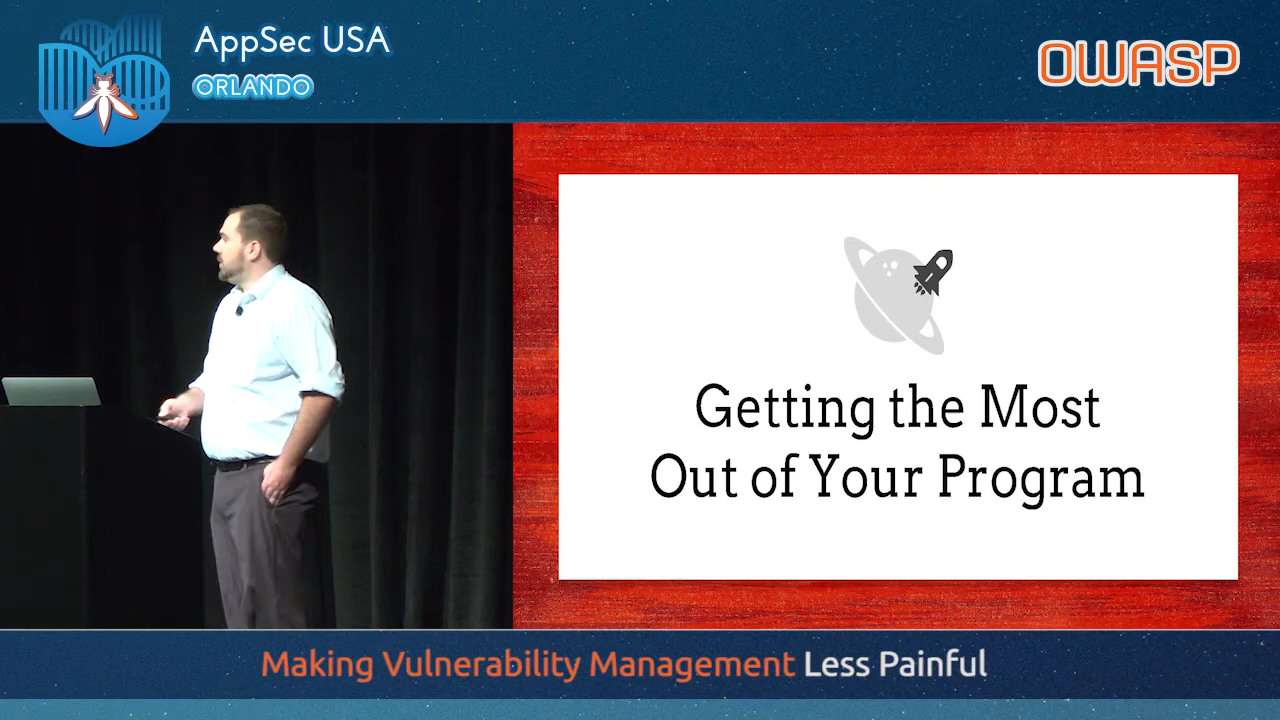 AppSec USA
ORLANDO
OWASP
Getting the Most
Out of Your Program
Making Vulnerability Management Less Painful